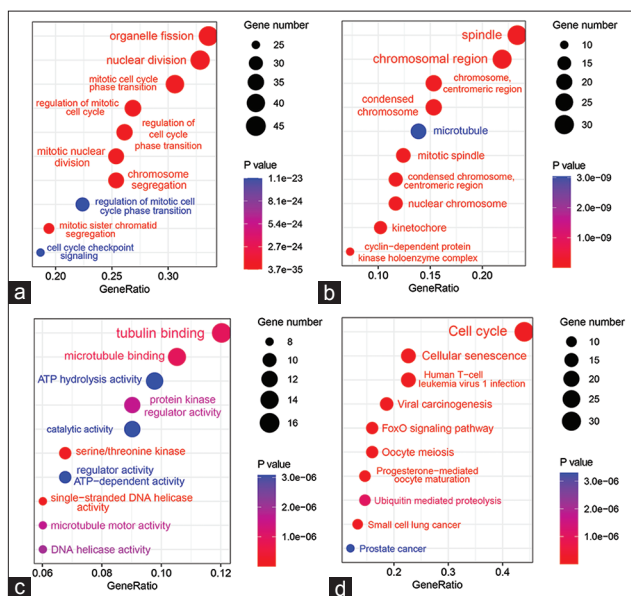 organelle fission
nuclear division
mitotic cell cycle
phase transition
regulation of mitotic
cell cycle
regulation of
cell cycle
phase transition
mitotic nuclear
division
chromosome
segregation
regulation of mitotic
cell cycle phase transition
mitotic sister chromatid
segregation
cell cycle checkpoint
signaling
0.20
0.25
0.30
GeneRatio
Gene number
25
30
35
40
45
P value
1.1e-23
8.1e-24
5.4e-24
2.7e-24
3.7e-35
a
spindle
chromosomal region
chromosome,
centromeric region
condensed
chromosome
microtubule
mitotic spindle
condensed chromosome,
centromeric region
nuclear chromosome
kinetochore
cyclin-dependent protein
kinase holoenzyme complex
0.10
0.15
0.20
GeneRatio
Gene number
10
15
20
25
30
P value
3.0e-09
2.0e-09
1.0e-09
b
tubulin binding
microtubule binding
ATP hydrolysis activity
protein kinase
regulator activity
catalytic activity
serine/threonine kinase
regulator activity
ATP-dependent activity
single-stranded DNA helicase
activity
microtubule motor activity
DNA helicase activity
0.06
0.08
0.10
0.12
GeneRatio
Gene number
8
10
12
14
16
P value
3.0e-06
2.0e-06
1.0e-06
c
Cell cycle
Cellular senescence
Human T-cell
leukemia virus 1 infection
Viral carcinogenesis
FoxO signaling pathway
Oocyte meiosis
Progesterone-mediated
oocyte maturation
Ubiquitin mediated proteolysis
Small cell lung cancer
Prostate cancer
0.2
0.3
0.4
GeneRatio
Gene number
10
15
20
25
30
P value
3.0e-06
2.0e-06
1.0e-06
d